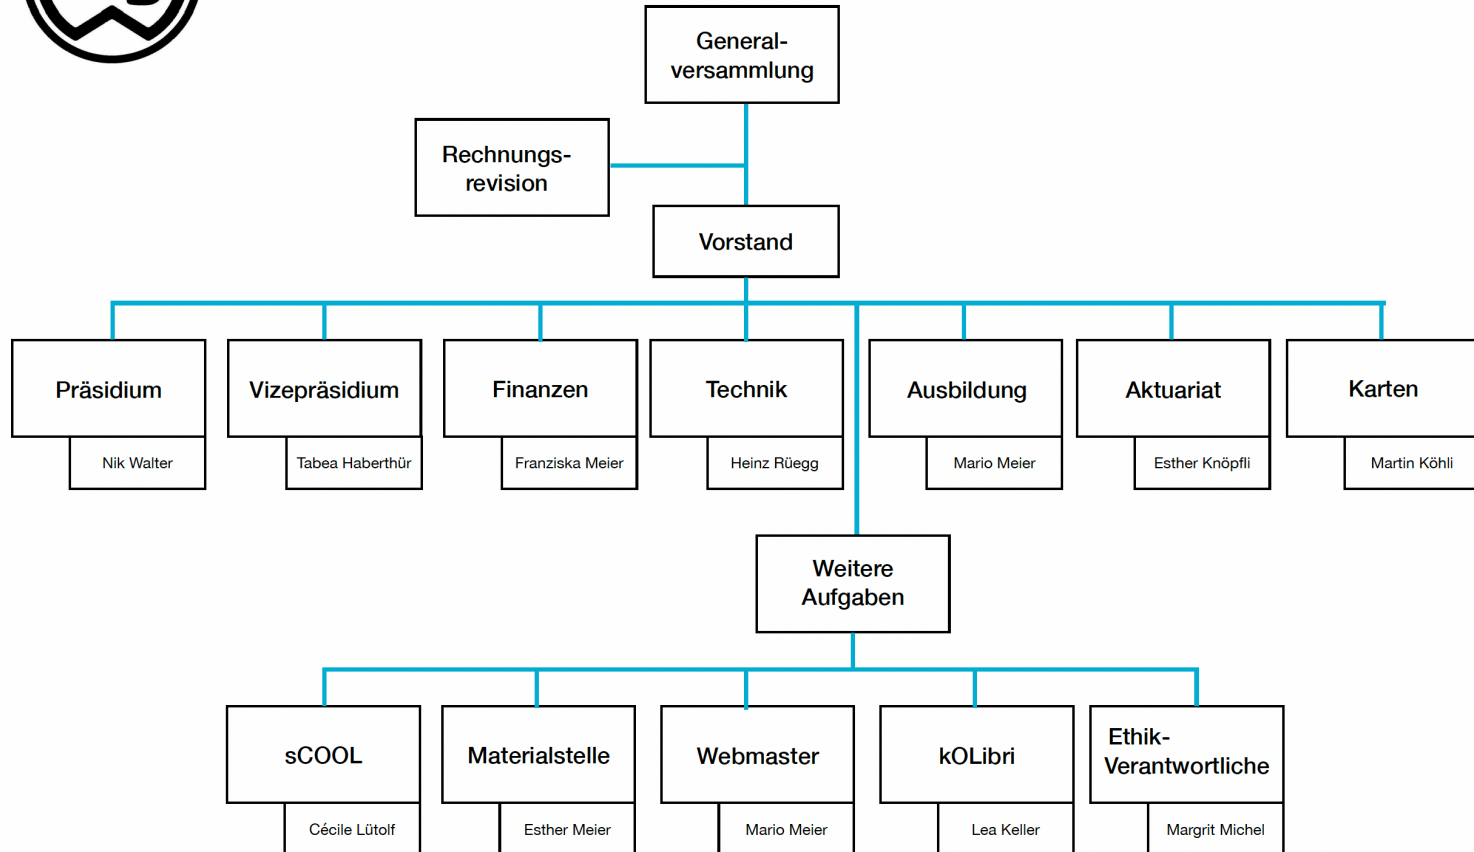 General-
versammlung
Rechnungs-
revision
Vorstand
Präsidium
Vizepräsidium
Finanzen
Technik
Ausbildung
Aktuariat
Karten
Nik Walter
Tabea Haberthür
Franziska Meier
Heinz Rüegg
Mario Meier
Esther Knöpfli
Martin Köhli
Weitere
Aufgaben
sCOOL
Materialstelle
Webmaster
kOLibri
Ethik-
Verantwortliche
Cécile Lütolf
Esther Meier
Mario Meier
Lea Keller
Margrit Michel